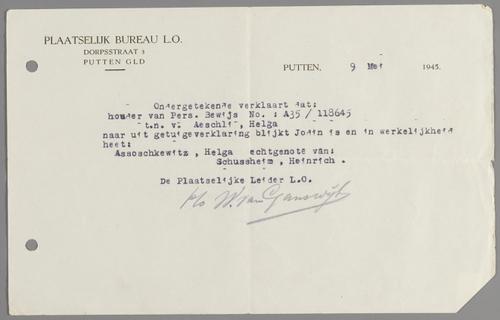 PLAATSELIJK BUREAU L.O.
DORPSSTRAAT 3
PUTTEN GLD
PUTTEN, 9 Mei 1945.
Ondergetekende verklaart dat:
houder van Pers. Bewijs No. : A35 / 118645
t.n. v. Aeschli , Helga
naar uit getuigeverklaring blijkt Jodin is en in werkelijkheid
heet:
Assoschkewitz , Helga echtgenote van:
Schussheim , Heinrich .
De Plaatselijke Leider L.O.
W. van